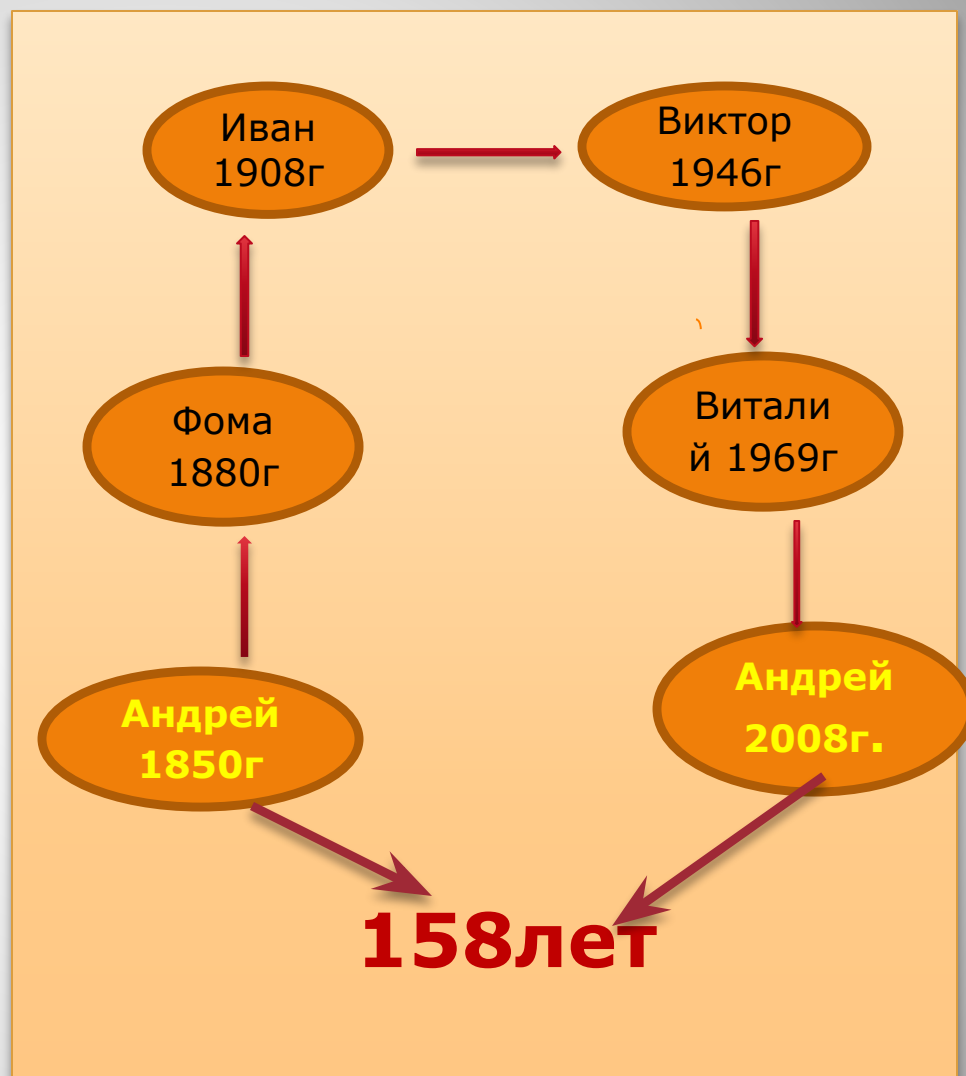 Иван
1908г
Виктор
1946г
Фома
1880г
Витали
й 1969г
Андрей
1850г
Андрей
2008г.
158лет